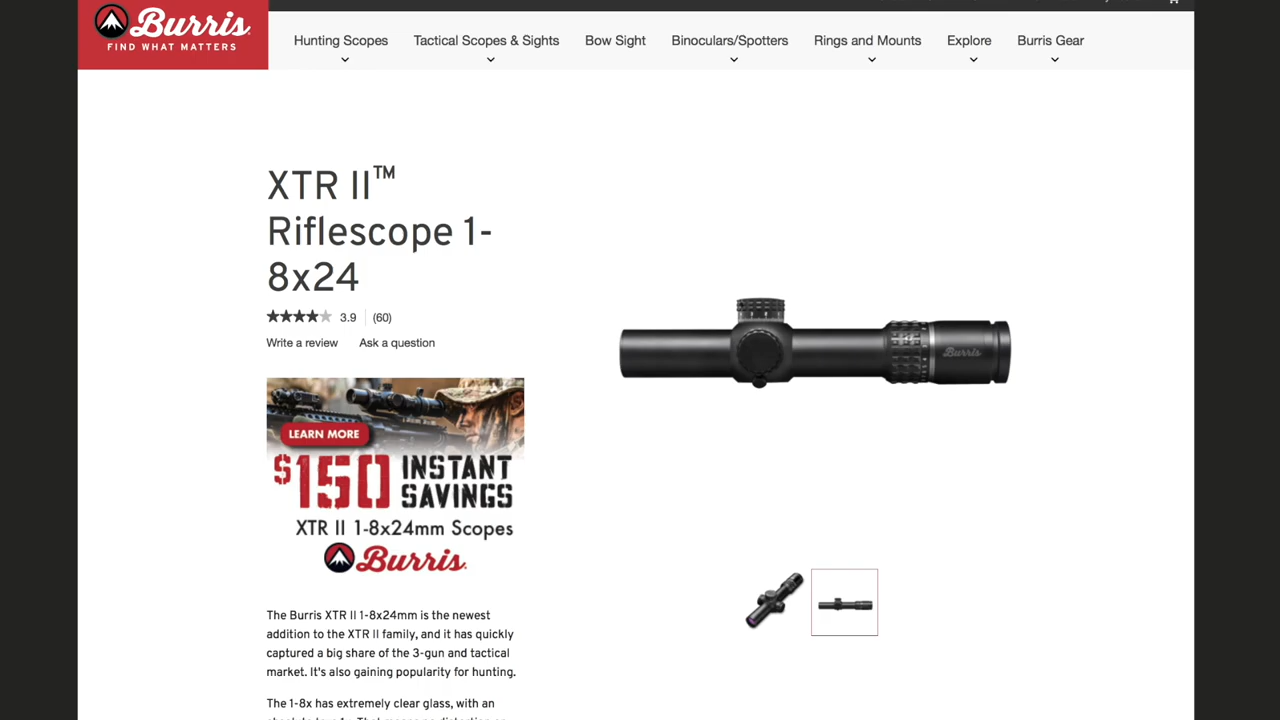 Burris
FIND WHAT MATTERS
Hunting Scopes
Tactical Scopes & Sights
Bow Sight
Binoculars/Spotters
Rings and Mounts
Explore
Burris Gear
XTR II™
Riflescope 1-
8x24
3.9 (60)
Write a review Ask a question
LEARN MORE
$150 INSTANT SAVINGS
XTR II 1-8x24mm Scopes
Burris
The Burris XTR II 1-8x24mm is the newest
addition to the XTR II family, and it has quickly
captured a big share of the 3-gun and tactical
market. It's also gaining popularity for hunting.
The 1-8x has extremely clear glass, with an
Burris